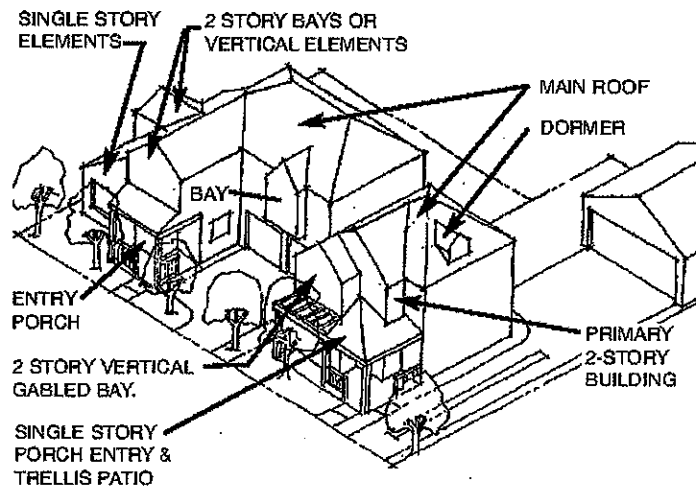 SINGLE STORY
ELEMENTS
2 STORY BAYS OR
VERTICAL ELEMENTS
MAIN ROOF
DORMER
BAY
ENTRY
PORCH
2 STORY VERTICAL
GABLED BAY.
PRIMARY
2-STORY
BUILDING
SINGLE STORY
PORCH ENTRY &
TRELLIS PATIO